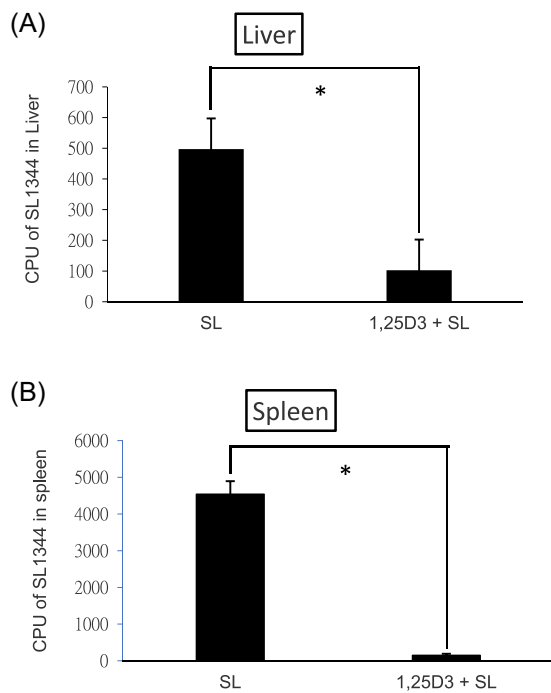 (A)
Liver
*
CPU of SL1344 in Liver
700
600
500
400
300
200
100
0
SL
1,25D3 + SL
(B)
Spleen
*
CPU of SL1344 in spleen
6000
5000
4000
3000
2000
1000
0
SL
1,25D3 + SL